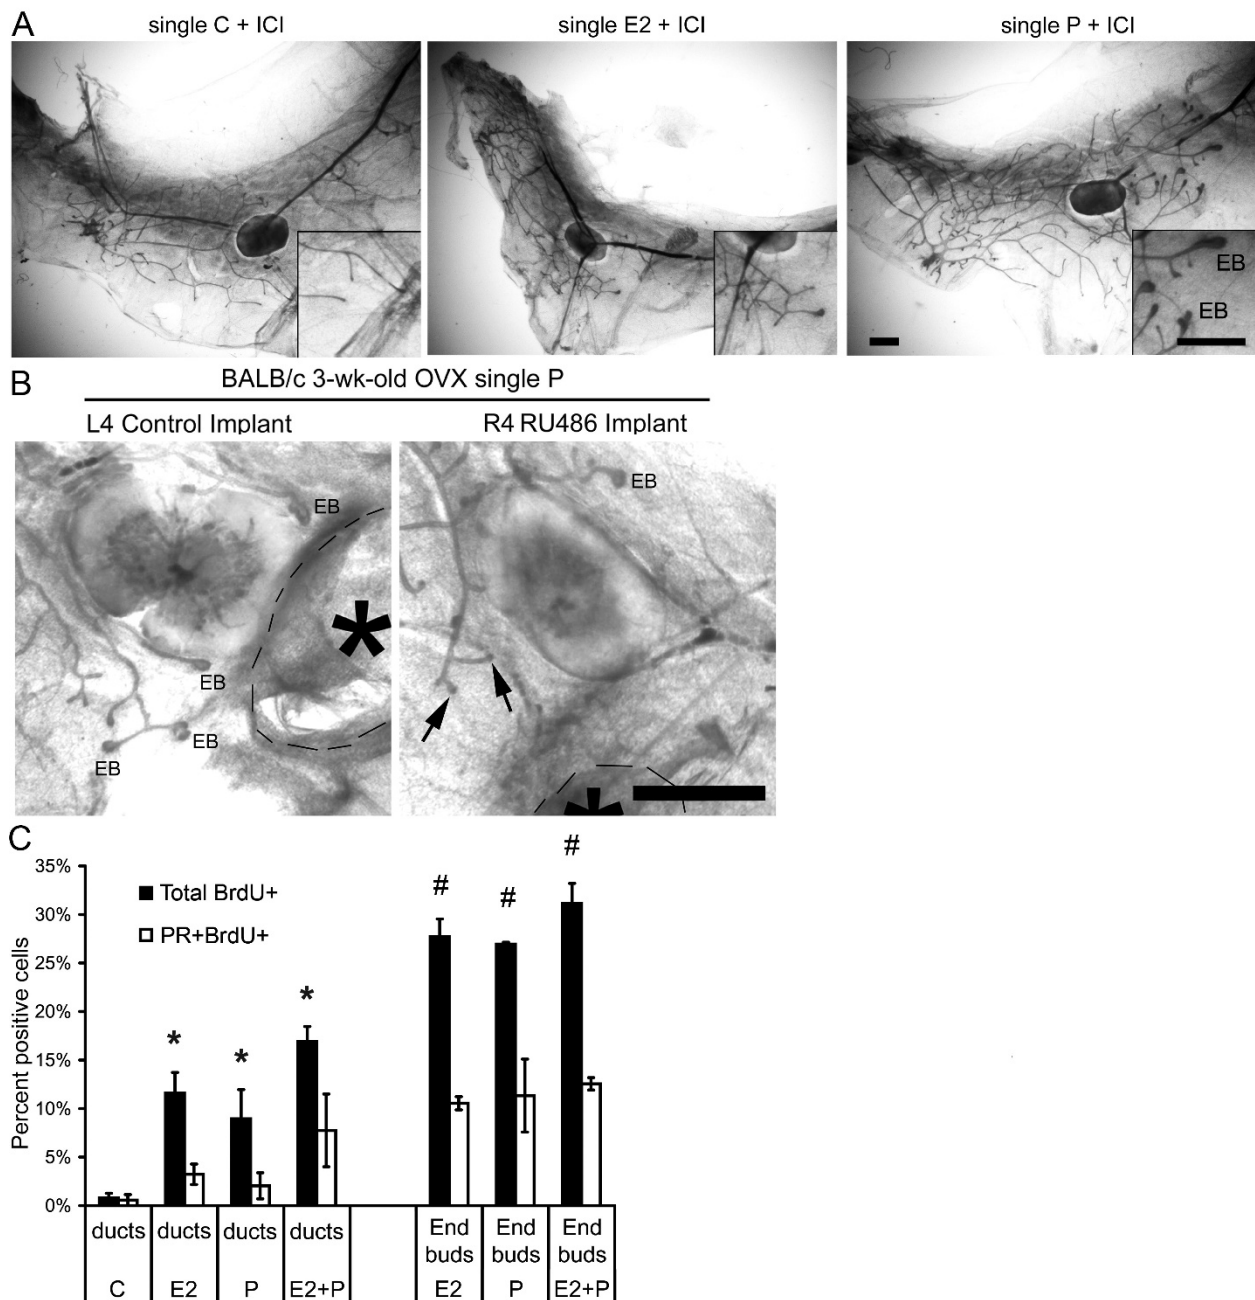 A
single C + ICI
single E2 + ICI
single P + ICI
EB
EB
B
BALB/c 3-wk-old OVX single P
L4 Control Implant
R4 RU486 Implant
EB
EB
EB
EB
EB
*
*
C
35%
30%
25%
20%
15%
10%
5%
0%
Percent positive cells
Total BrdU+
PR+BrdU+
*
*
*
#
#
#
ducts
ducts
ducts
ducts
End buds
End buds
End buds
C
E2
P
E2+P
E2
P
E2+P